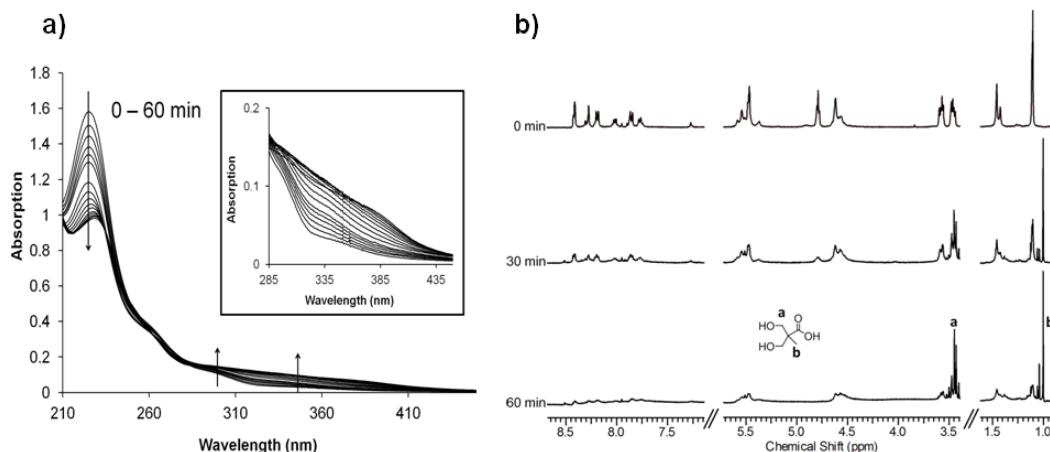 a)
0 – 60 min
Absorption
1.8
1.6
1.4
1.2
1
0.8
0.6
0.4
0.2
0
210
260
310
360
410
Wavelength (nm)
Absorption
0.2
0.1
0
285
335
385
435
Wavelength (nm)
b)
0 min
30 min
60 min
a
O
HO
OH
HO
b
a
b
8.5
8.0
7.5
5.5
5.0
4.5
4.0
3.5
1.5
1.0
Chemical Shift (ppm)